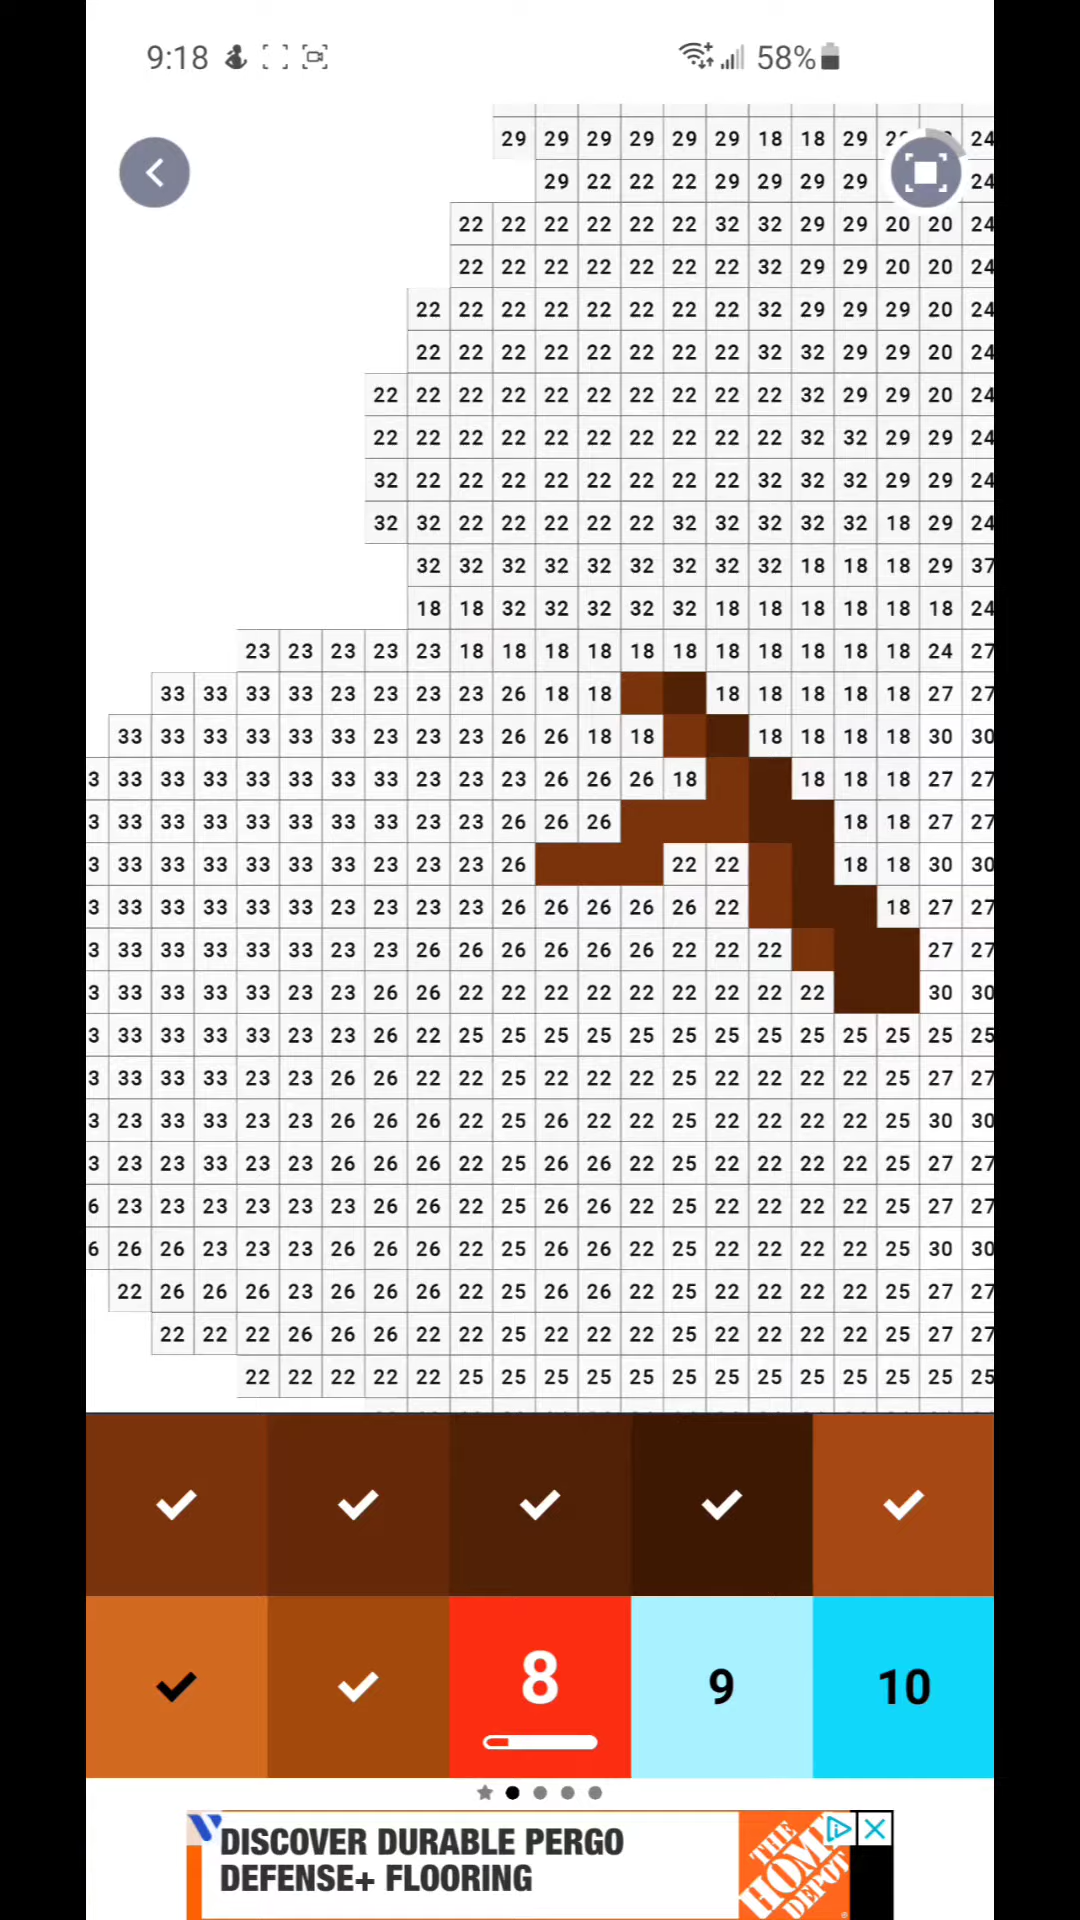 9:18 58%
29 29 29 29 29 29 18 18 29 24
29 22 22 22 29 29 29 29 24
22 22 22 22 22 22 32 32 29 29 20 20 24
22 22 22 22 22 22 22 32 29 29 20 20 24
22 22 22 22 22 22 22 22 32 29 29 29 20 24
22 22 22 22 22 22 22 22 32 32 29 29 20 24
22 22 22 22 22 22 22 22 22 22 32 29 29 20 24
22 22 22 22 22 22 22 22 22 22 32 32 29 29 24
32 22 22 22 22 22 22 22 22 32 32 32 29 29 24
32 32 22 22 22 22 22 32 32 32 32 32 18 29 24
32 32 32 32 32 32 32 32 32 18 18 18 29 37
18 18 32 32 32 32 32 18 18 18 18 18 18 24
23 23 23 23 23 18 18 18 18 18 18 18 18 18 18 18 24 27
33 33 33 33 23 23 23 23 26 18 18 18 18 18 18 18 27 27
33 33 33 33 33 33 23 23 23 26 26 18 18 18 18 18 18 30 30
3 33 33 33 33 33 33 33 23 23 23 26 26 26 18 18 18 18 27 27
3 33 33 33 33 33 33 33 23 23 26 26 26 18 18 27 27
3 33 33 33 33 33 33 23 23 23 26 22 22 18 18 30 30
3 33 33 33 33 33 23 23 23 23 26 26 26 26 26 22 18 27 27
3 33 33 33 33 33 23 23 26 26 26 26 26 26 22 22 22 27 27
3 33 33 33 33 23 23 26 26 22 22 22 22 22 22 22 22 22 30 30
3 33 33 33 33 23 23 26 22 25 25 25 25 25 25 25 25 25 25 25 25 25
3 33 33 33 23 23 26 26 22 22 25 22 22 22 25 22 22 22 22 25 27 27
3 23 33 33 23 23 26 26 26 22 25 26 22 22 25 22 22 22 22 25 30 30
3 23 23 33 23 23 26 26 26 22 25 26 26 22 25 22 22 22 22 25 27 27
6 23 23 23 23 23 23 26 26 22 25 26 26 22 25 22 22 22 22 25 27 27
6 26 26 23 23 23 26 26 26 22 25 26 26 22 25 22 22 22 22 25 30 30
22 26 26 26 23 26 26 26 22 25 26 26 22 25 22 22 22 22 25 27 27
22 22 22 26 26 26 22 22 25 22 22 22 25 22 22 22 22 25 27 27
22 22 22 22 22 25 25 25 25 25 25 25 25 25 25 25 25 25
8 9 10
DISCOVER DURABLE PERGO
DEFENSE+ FLOORING
THE
HOME
DEPOT